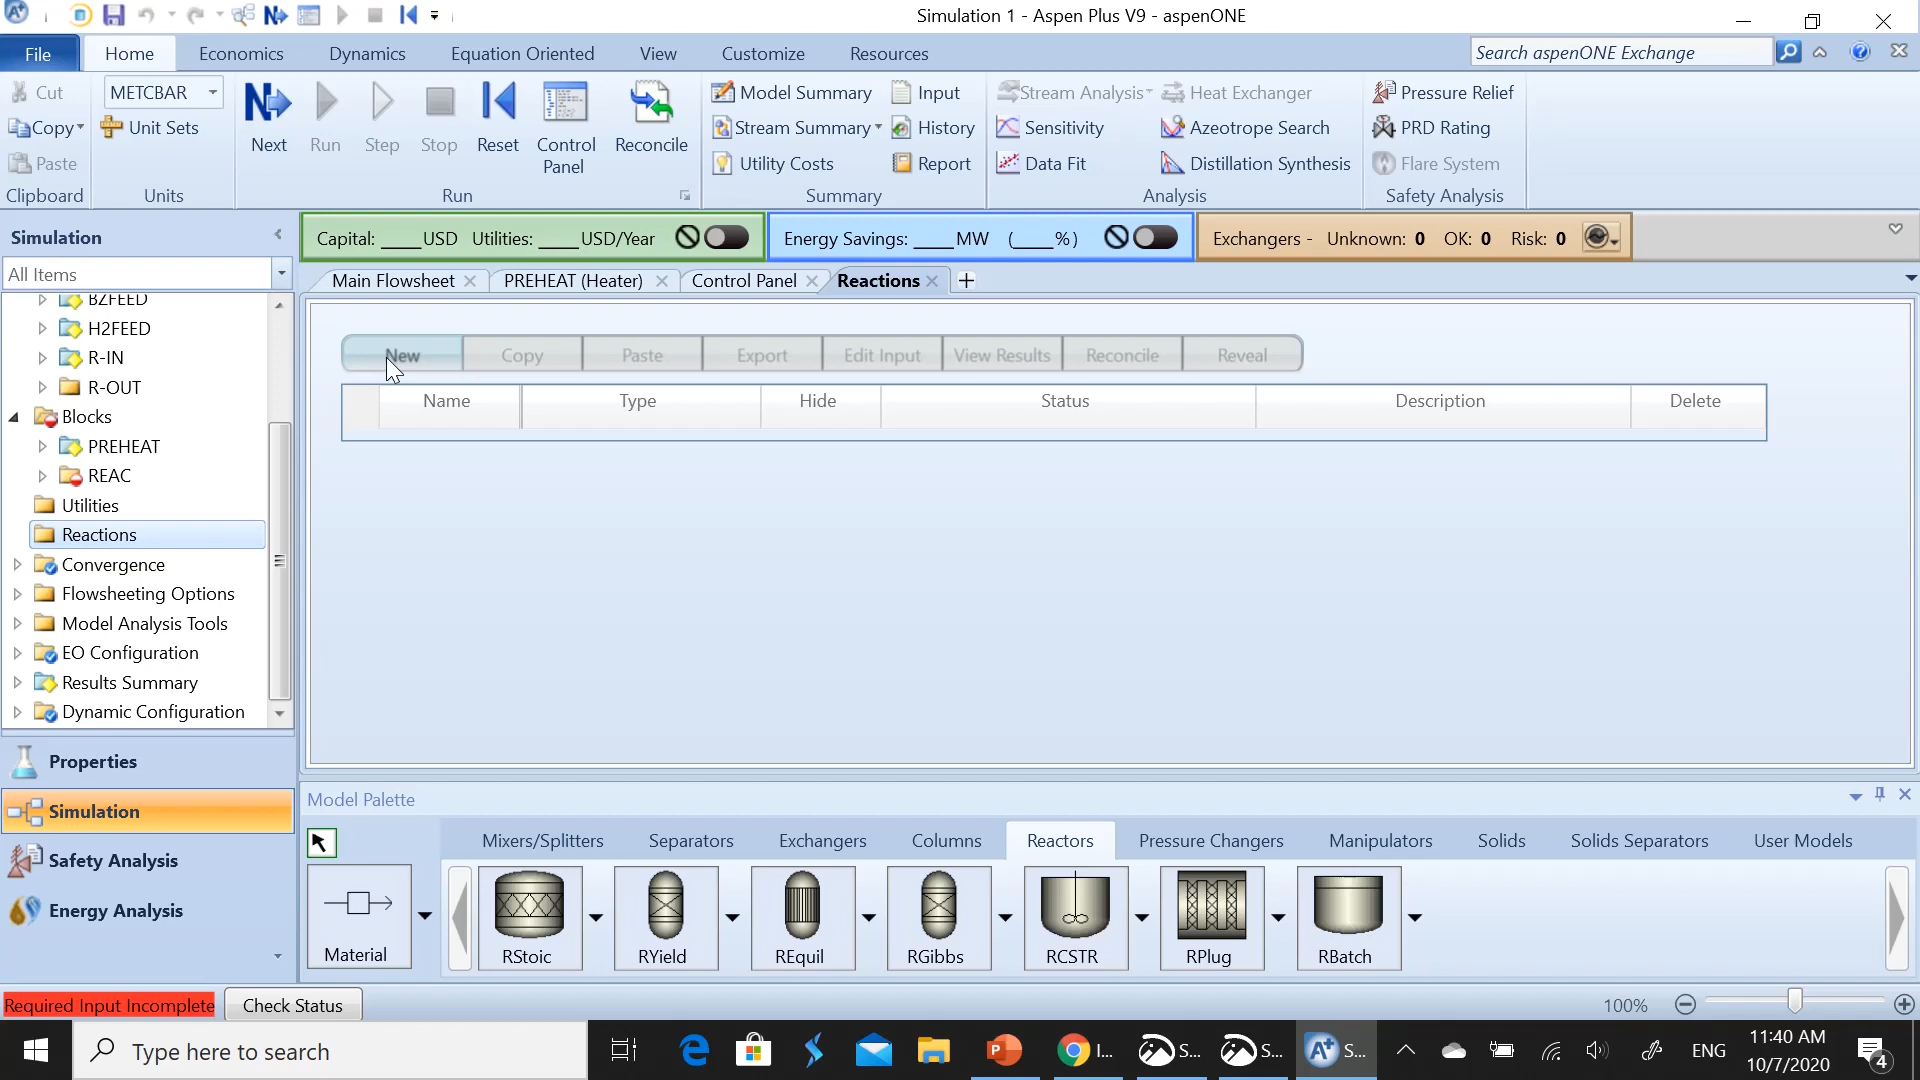 Simulation 1 - Aspen Plus V9 - aspenONE
File Home Economics Dynamics Equation Oriented View Customize Resources Search aspenONE Exchange
Cut METCBAR Model Summary Input Stream Analysis Heat Exchanger Pressure Relief
Copy Unit Sets Stream Summary History Sensitivity Azeotrope Search PRD Rating
Next Run Step Stop Reset Control Panel Reconcile
Paste Utility Costs Report Data Fit Distillation Synthesis Flare System
Clipboard Units Run Summary Analysis Safety Analysis
Simulation
Capital: ____USD Utilities: ____USD/Year Energy Savings: ____MW (____%) Exchangers - Unknown: 0 OK: 0 Risk: 0
All Items
Main Flowsheet PREHEAT (Heater) Control Panel Reactions
BZFEED
H2FEED
R-IN
R-OUT
Blocks
PREHEAT
REAC
Utilities
Reactions
Convergence
Flowsheeting Options
Model Analysis Tools
EO Configuration
Results Summary
Dynamic Configuration
New Copy Paste Export Edit Input View Results Reconcile Reveal
Name Type Hide Status Description Delete
Properties
Simulation
Safety Analysis
Energy Analysis
Model Palette
Mixers/Splitters Separators Exchangers Columns Reactors Pressure Changers Manipulators Solids Solids Separators User Models
Material RStoic RYield REquil RGibbs RCSTR RPlug RBatch
Required Input Incomplete Check Status 100%
Type here to search I... S... S... S... ENG 11:40 AM
10/7/2020 4